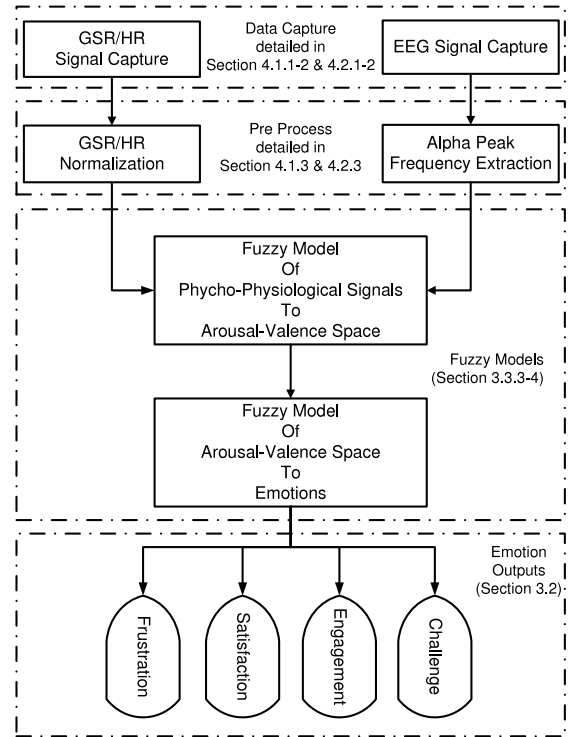 GSR/HR
Signal Capture
Data Capture
detailed in
Section 4.1.1-2 & 4.2.1-2
EEG Signal Capture
GSR/HR
Normalization
Pre Process
detailed in
Section 4.1.3 & 4.2.3
Alpha Peak
Frequency Extraction
Fuzzy Model
Of
Phycho-Physiological Signals
To
Arousal-Valence Space
Fuzzy Models
(Section 3.3.3-4)
Fuzzy Model
Of
Arousal-Valence Space
To
Emotions
Emotion
Outputs
(Section 3.2)
Frustration
Satisfaction
Engagement
Challenge